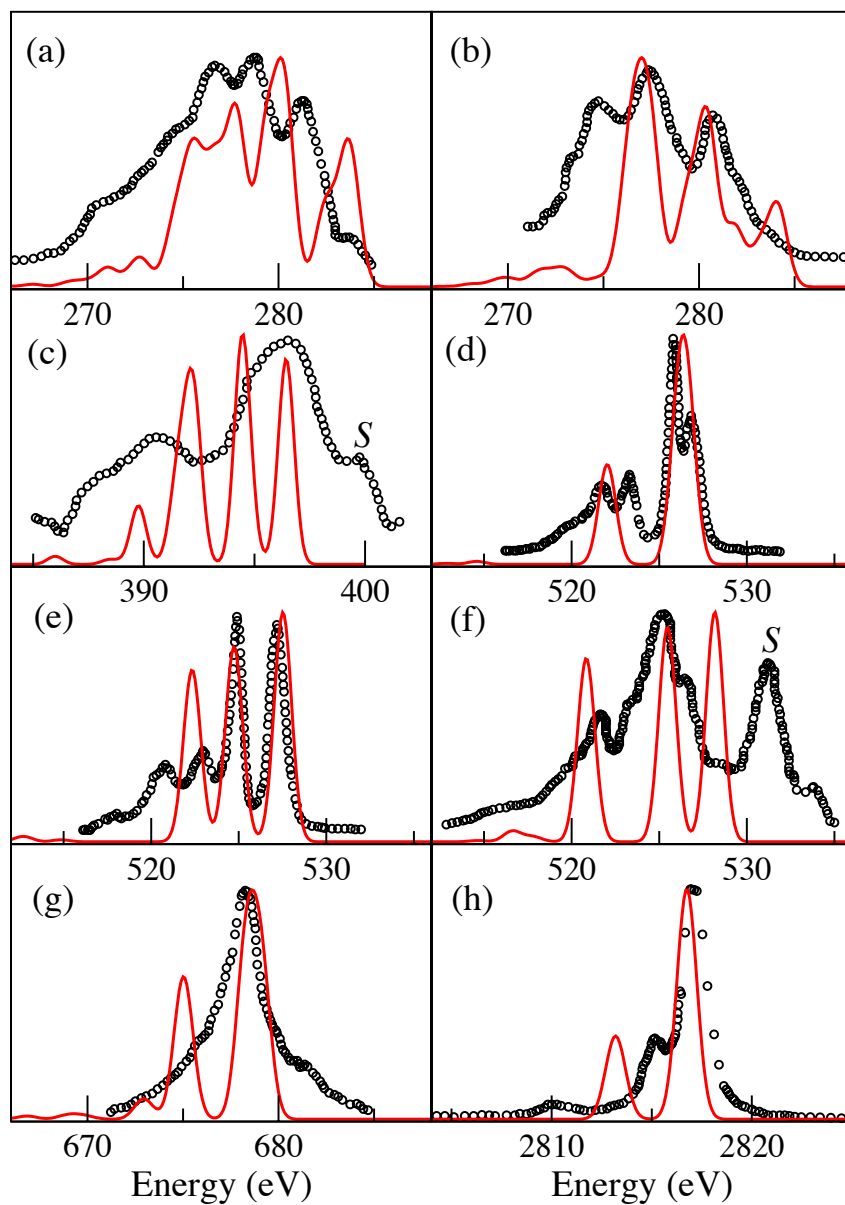 (a) (b)
270 280 270 280
(c) S (d)
390 400 520 530
(e) (f) S
520 530 520 530
(g) (h)
670 680 2810 2820
Energy (eV) Energy (eV)